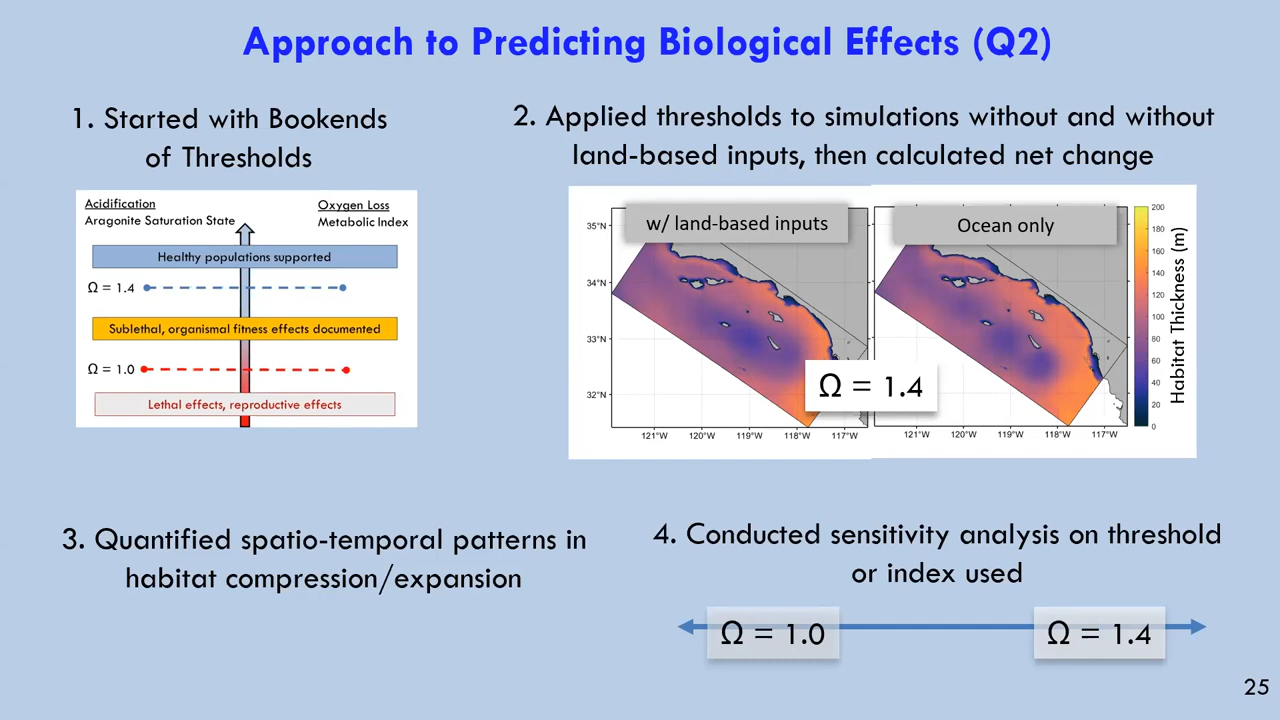 Approach to Predicting Biological Effects (Q2)
1. Started with Bookends
of Thresholds
Acidification
Aragonite Saturation State
Oxygen Loss
Metabolic Index
Healthy populations supported
Ω = 1.4
Sublethal, organismal fitness effects documented
Ω = 1.0
Lethal effects, reproductive effects
2. Applied thresholds to simulations without and without
land-based inputs, then calculated net change
w/ land-based inputs
Ocean only
35°N
34°N
33°N
32°N
121°W
120°W
119°W
118°W
117°W
121°W
120°W
119°W
118°W
117°W
Ω = 1.4
200
180
160
140
120
100
80
60
40
20
0
Habitat Thickness (m)
3. Quantified spatio-temporal patterns in
habitat compression/expansion
4. Conducted sensitivity analysis on threshold
or index used
Ω = 1.0
Ω = 1.4
25